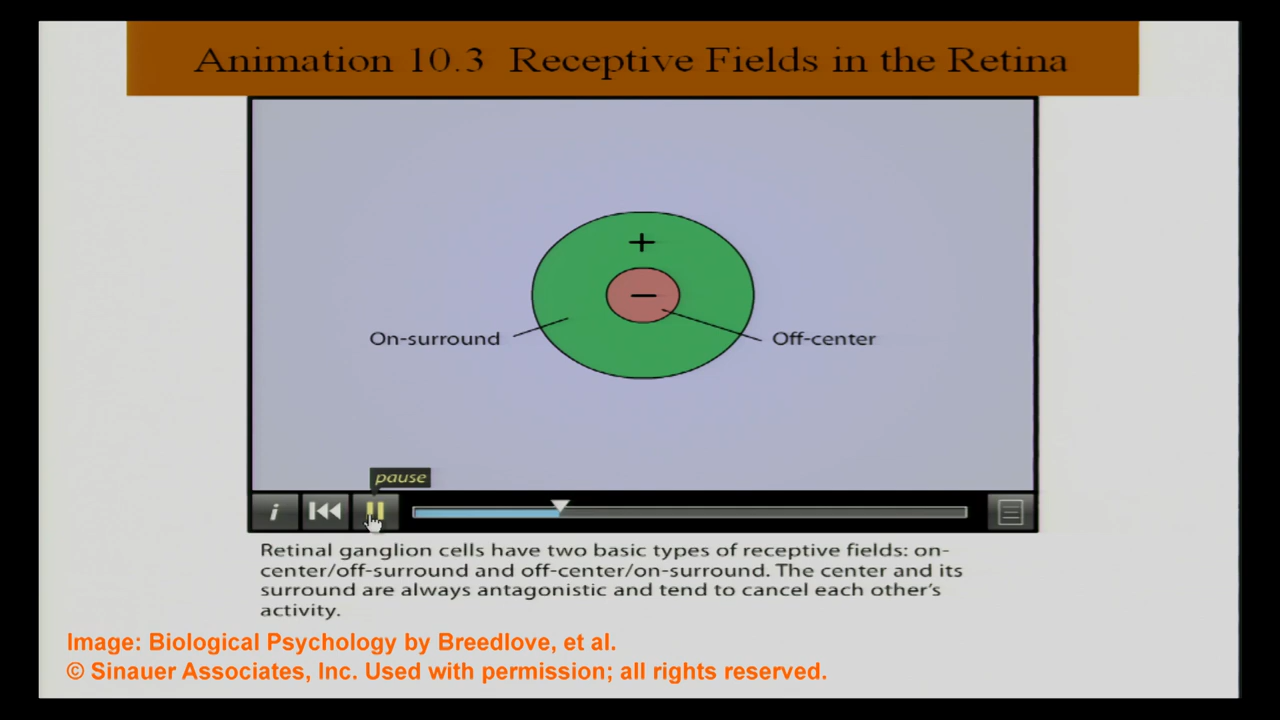 Animation 10.3 Receptive Fields in the Retina
+
−
On-surround
Off-center
pause
i
Retinal ganglion cells have two basic types of receptive fields: on-
center/off-surround and off-center/on-surround. The center and its
surround are always antagonistic and tend to cancel each other's
activity.
Image: Biological Psychology by Breedlove, et al.
© Sinauer Associates, Inc. Used with permission; all rights reserved.